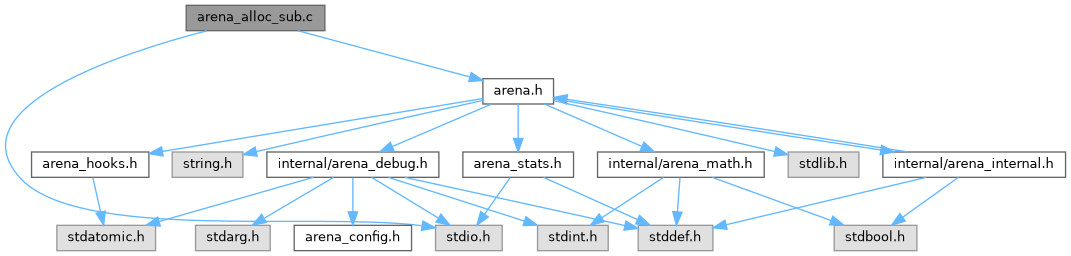 arena_alloc_sub.c
arena.h
arena_hooks.h
string.h
internal/arena_debug.h
arena_stats.h
internal/arena_math.h
stdlib.h
internal/arena_internal.h
stdatomic.h
stdarg.h
arena_config.h
stdio.h
stdint.h
stddef.h
stdbool.h